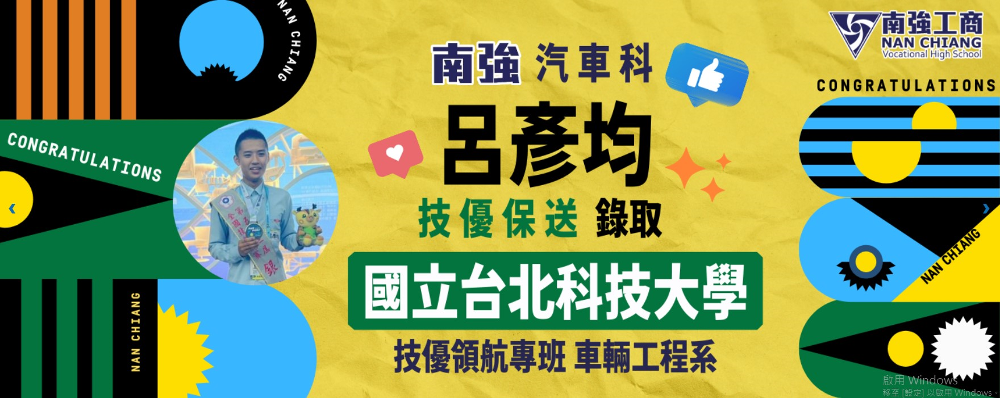 NAN CHIANG
南強工商
NAN CHIANG
Vocational High School
南強 汽車科
CONGRATULATIONS
呂彥均
CONGRATULATIONS
技優保送 錄取
NAN CHIANG
國立台北科技大學
NAN CHIANG
技優領航專班 車輛工程系
啟用 Windows
移至 [設定] 以啟用 Windows。